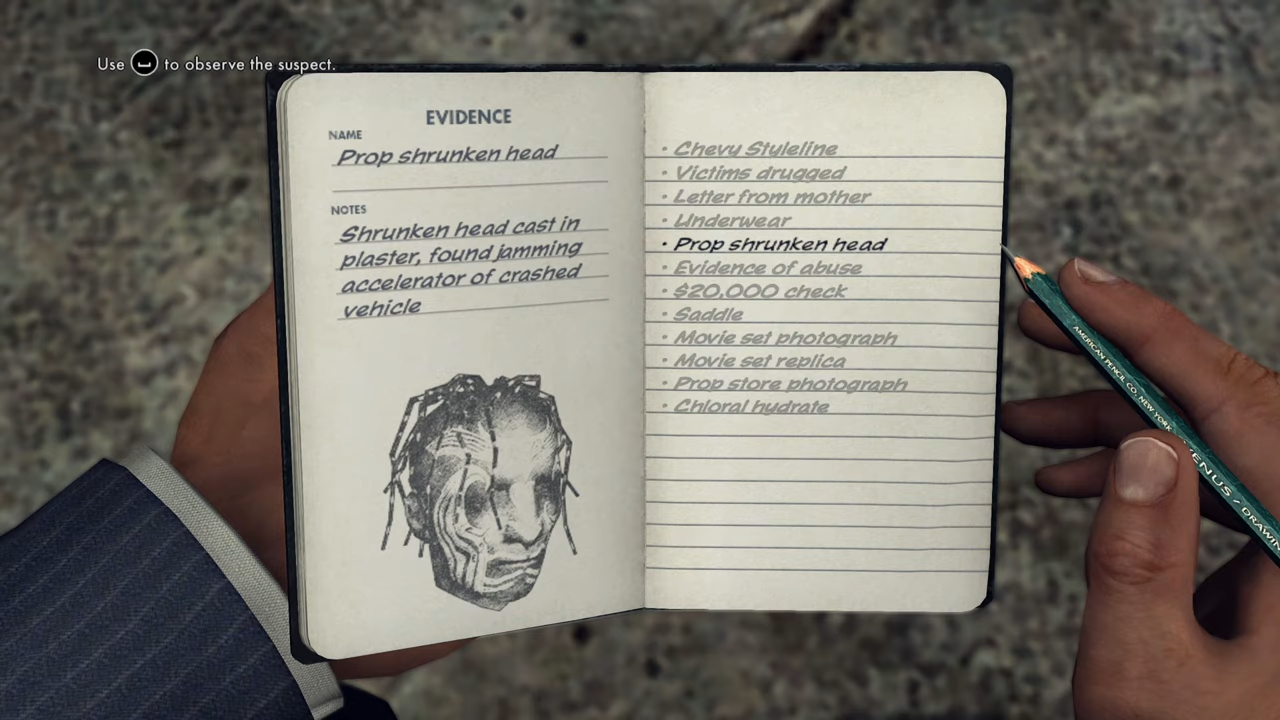 Use to observe the suspect.
EVIDENCE
NAME
Prop shrunken head
NOTES
Shrunken head cast in
plaster, found jamming
accelerator of crashed
vehicle
• Chevy Styleline
• Victims drugged
• Letter from mother
• Underwear
• Prop shrunken head
• Evidence of abuse
• $20,000 check
• Saddle
• Movie set photograph
• Movie set replica
• Prop store photograph
• Chloral hydrate
AMERICAN PENCIL CO. NEW YORK
VENUS / DRAWIN